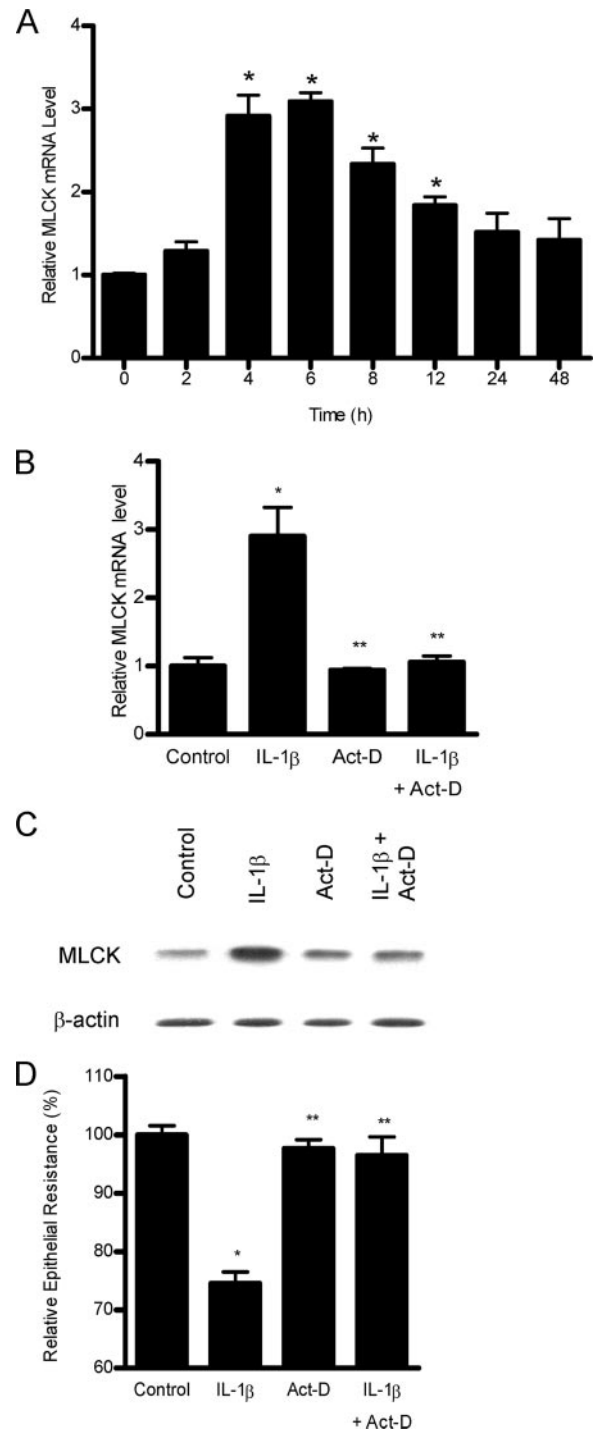 A
Relative MLCK mRNA Level
4
3
2
1
0
* * * *
0 2 4 6 8 12 24 48
Time (h)
B
Relative MLCK mRNA level
4
3
2
1
0
* ** **
Control IL-1β Act-D IL-1β
+ Act-D
C
Control
IL-1β
Act-D
IL-1β +
Act-D
MLCK
β-actin
D
Relative Epithelial Resistance (%)
110
100
90
80
70
60
* ** **
Control IL-1β Act-D IL-1β
+ Act-D